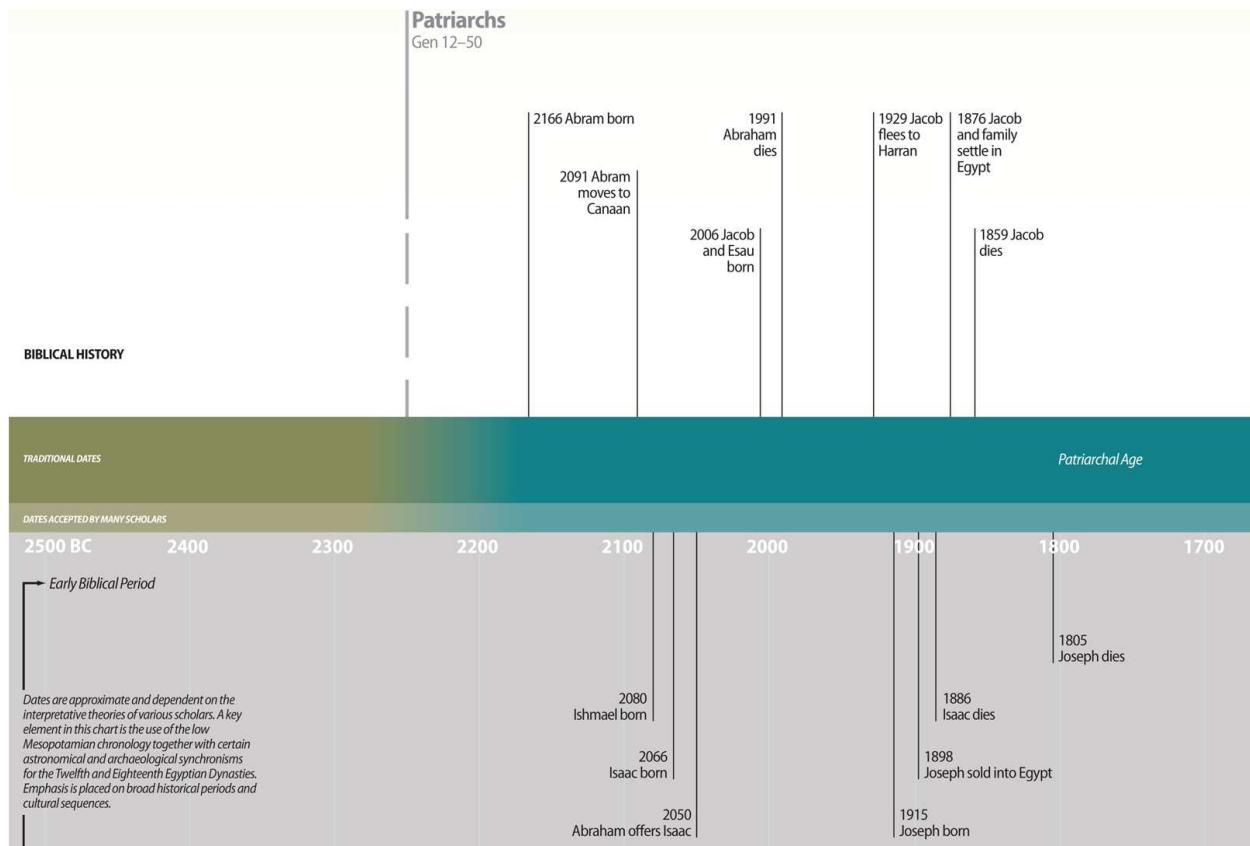 Patriarchs
Gen 12–50
2166 Abram born
2091 Abram
moves to
Canaan
1991
Abraham
dies
2006 Jacob
and Esau
born
1929 Jacob
flees to
Harran
1876 Jacob
and family
settle in
Egypt
1859 Jacob
dies
BIBLICAL HISTORY
TRADITIONAL DATES
Patriarchal Age
DATES ACCEPTED BY MANY SCHOLARS
2500 BC 2400 2300 2200 2100 2000 1900 1800 1700
Early Biblical Period
Dates are approximate and dependent on the
interpretative theories of various scholars. A key
element in this chart is the use of the low
Mesopotamian chronology together with certain
astronomical and archaeological synchronisms
for the Twelfth and Eighteenth Egyptian Dynasties.
Emphasis is placed on broad historical periods and
cultural sequences.
2080
Ishmael born
2066
Isaac born
2050
Abraham offers Isaac
1805
Joseph dies
1886
Isaac dies
1898
Joseph sold into Egypt
1915
Joseph born